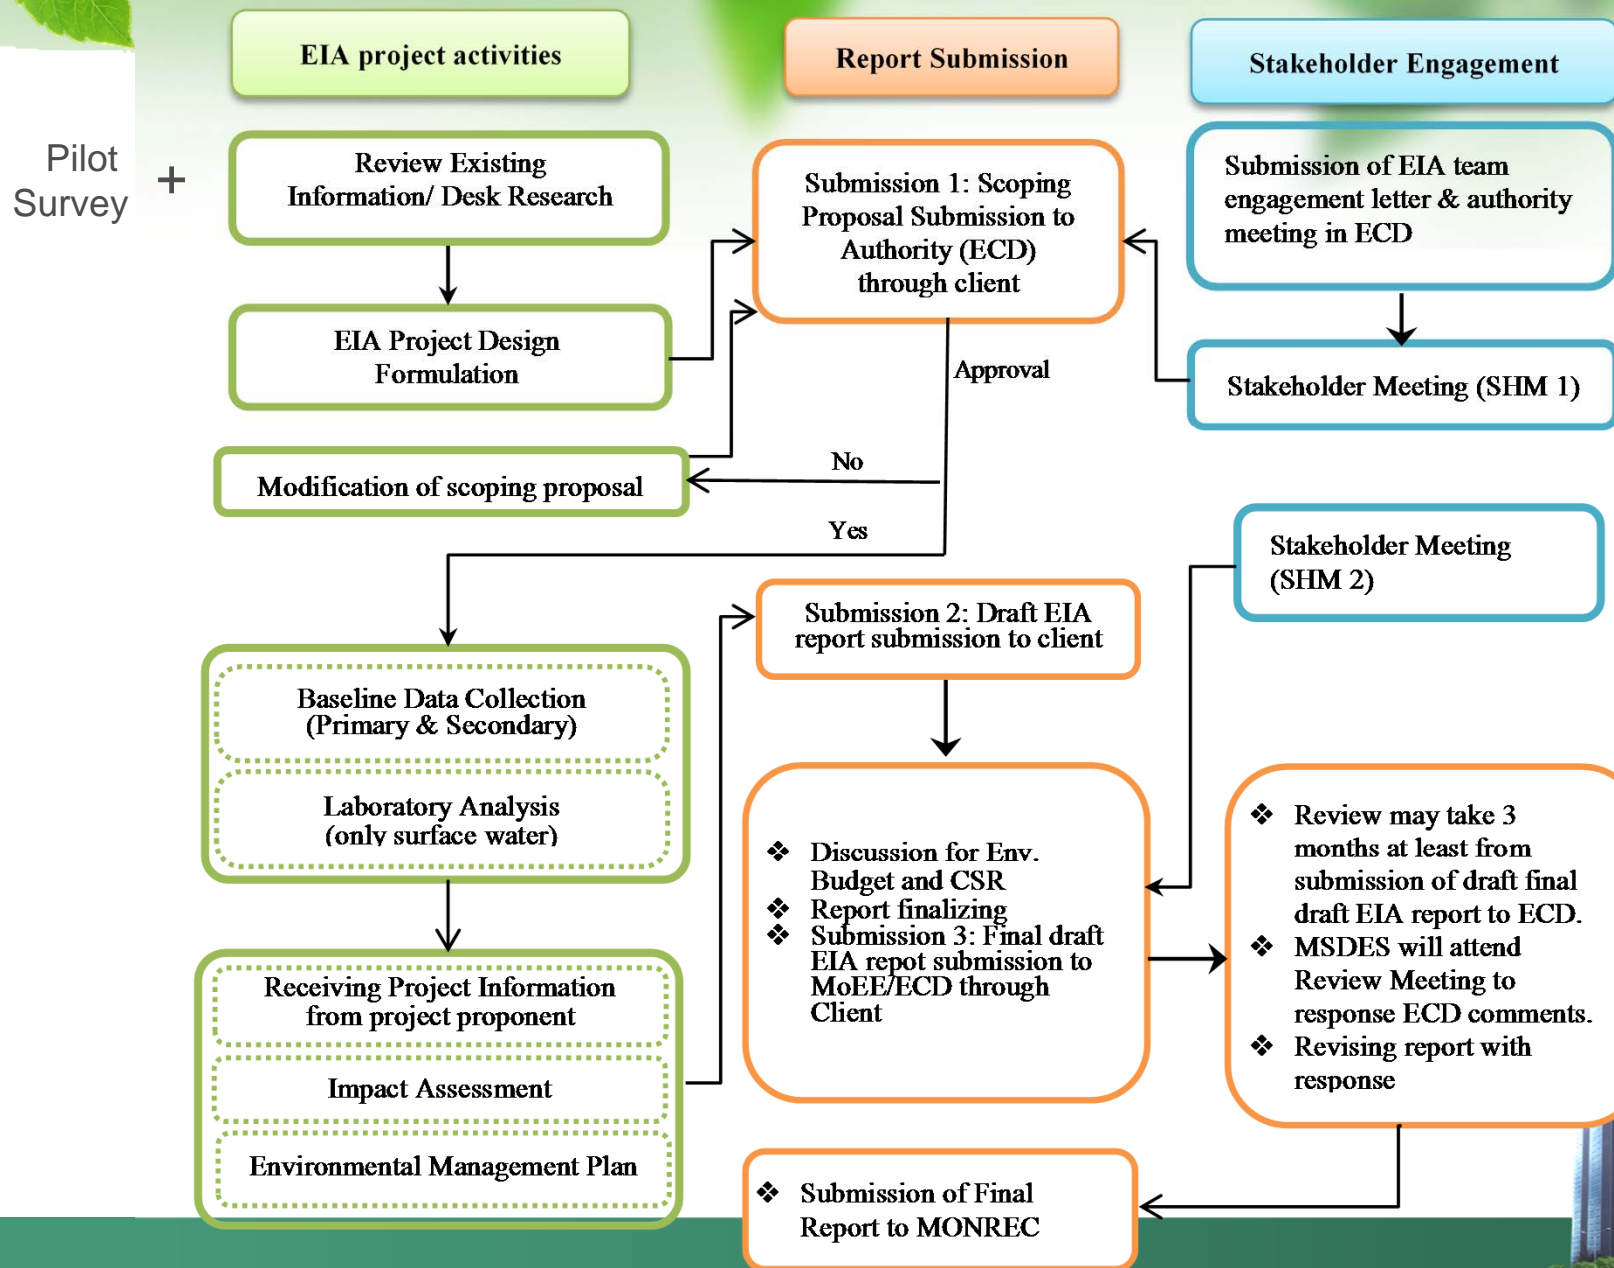 EIA project activities
Report Submission
Stakeholder Engagement
Pilot
Survey
+
Review Existing
Information/ Desk Research
Submission 1: Scoping
Proposal Submission to
Authority (ECD)
through client
Submission of EIA team
engagement letter & authority
meeting in ECD
EIA Project Design
Formulation
Approval
Stakeholder Meeting (SHM 1)
No
Modification of scoping proposal
Yes
Stakeholder Meeting
(SHM 2)
Submission 2: Draft EIA
report submission to client
Baseline Data Collection
(Primary & Secondary)
Laboratory Analysis
(only surface water)
❖ Discussion for Env.
Budget and CSR
❖ Report finalizing
❖ Submission 3: Final draft
EIA repot submission to
MoEE/ECD through
Client
❖ Review may take 3
months at least from
submission of draft final
draft EIA report to ECD.
❖ MSDES will attend
Review Meeting to
response ECD comments.
❖ Revising report with
response
Receiving Project Information
from project proponent
Impact Assessment
Environmental Management Plan
❖ Submission of Final
Report to MONREC